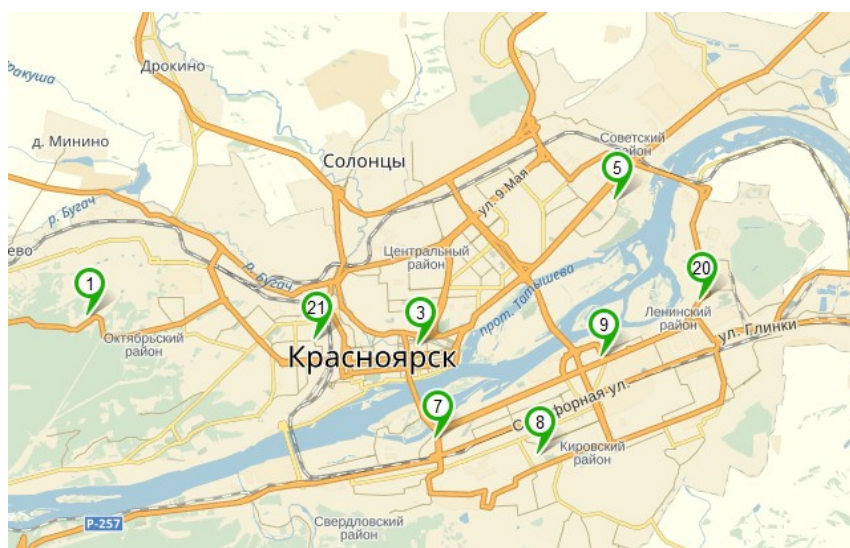 Дрокино
д. Минино
Солонцы
ул. 9 Мая
Советский
район
5
р. Бугач
р. Бугач
Центральный
район
прот. Татышева
1
21
3
9
20
Ленинский
район
ул. Глинки
Октябрьский
район
Красноярск
7
8
Кировский
район
Р-257
Свердловский
район